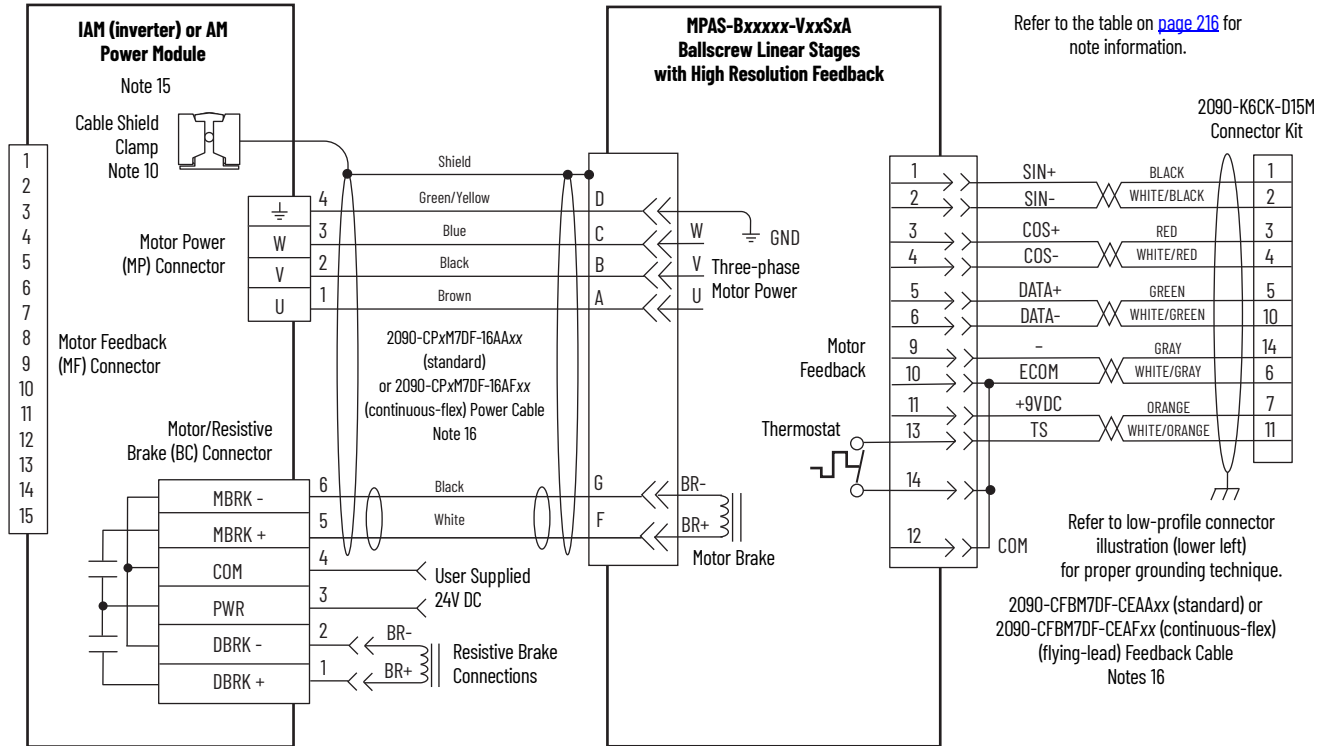 IAM (inverter) or AM
Power Module
Note 15
Cable Shield
Clamp
Note 10
1
2
3
4
5
6
7
8
9
10
11
12
13
14
15
Motor Feedback
(MF) Connector
Motor Power
(MP) Connector
W
V
U
4
3
2
1
Shield
Green/Yellow
Blue
Black
Brown
D
C
B
A
W
V
U
GND
Three-phase
Motor Power
2090-CPxM7DF-16AAxx
(standard)
or 2090-CPxM7DF-16AFxx
(continuous-flex) Power Cable
Note 16
Motor/Resistive
Brake (BC) Connector
MBRK -
MBRK +
COM
PWR
DBRK -
DBRK +
6
5
4
3
2
1
Black
White
G
F
BR-
BR+
Motor Brake
User Supplied
24V DC
BR-
BR+
Resistive Brake
Connections
MPAS-Bxxxxx-VxxSxA
Ballscrew Linear Stages
with High Resolution Feedback
Motor
Feedback
Thermostat
1
2
3
4
5
6
9
10
11
13
14
12
SIN+
SIN-
COS+
COS-
DATA+
DATA-
–
ECOM
+9VDC
TS
COM
BLACK
WHITE/BLACK
RED
WHITE/RED
GREEN
WHITE/GREEN
GRAY
WHITE/GRAY
ORANGE
WHITE/ORANGE
1
2
3
4
5
10
14
6
7
11
Refer to the table on page 216 for
note information.
2090-K6CK-D15M
Connector Kit
Refer to low-profile connector
illustration (lower left)
for proper grounding technique.
2090-CFBM7DF-CEAAxx (standard) or
2090-CFBM7DF-CEAFxx (continuous-flex)
(flying-lead) Feedback Cable
Notes 16